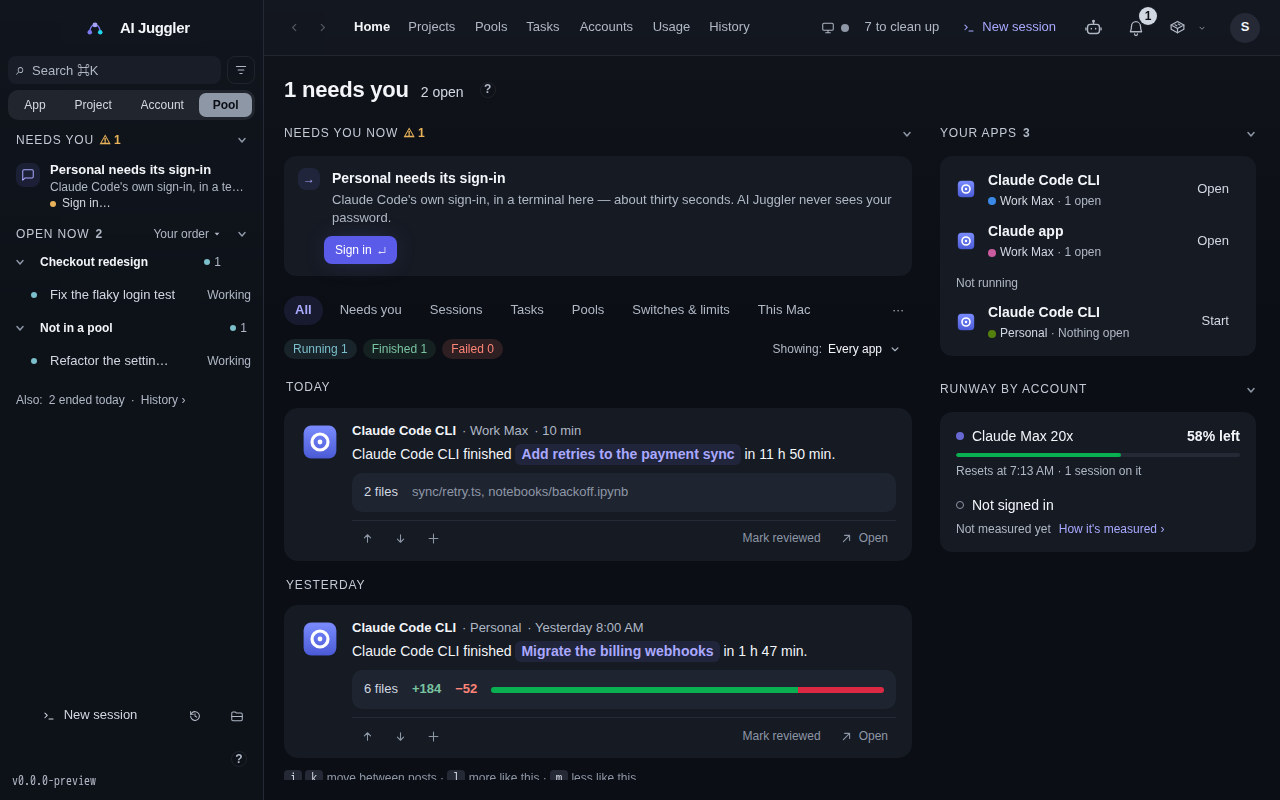 AI Juggler
Search ⌘K
App Project Account Pool
NEEDS YOU 1
Personal needs its sign-in
Claude Code's own sign-in, in a te…
Sign in…
OPEN NOW 2 Your order
Checkout redesign 1
Fix the flaky login test Working
Not in a pool 1
Refactor the settin… Working
Also: 2 ended today · History ›
New session
?
v0.0.0-preview
Home Projects Pools Tasks Accounts Usage History
7 to clean up
New session
1
S
1 needs you 2 open ?
NEEDS YOU NOW 1
→ Personal needs its sign-in
Claude Code's own sign-in, in a terminal here — about thirty seconds. AI Juggler never sees your
password.
Sign in
All Needs you Sessions Tasks Pools Switches & limits This Mac ···
Running 1 Finished 1 Failed 0
Showing: Every app
TODAY
Claude Code CLI · Work Max · 10 min
Claude Code CLI finished Add retries to the payment sync in 11 h 50 min.
2 files sync/retry.ts, notebooks/backoff.ipynb
Mark reviewed Open
YESTERDAY
Claude Code CLI · Personal · Yesterday 8:00 AM
Claude Code CLI finished Migrate the billing webhooks in 1 h 47 min.
6 files +184 −52
Mark reviewed Open
j k move between posts · l more like this · m less like this
YOUR APPS 3
Claude Code CLI
Work Max · 1 open
Open
Claude app
Work Max · 1 open
Open
Not running
Claude Code CLI
Personal · Nothing open
Start
RUNWAY BY ACCOUNT
Claude Max 20x 58% left
Resets at 7:13 AM · 1 session on it
Not signed in
Not measured yet How it's measured ›